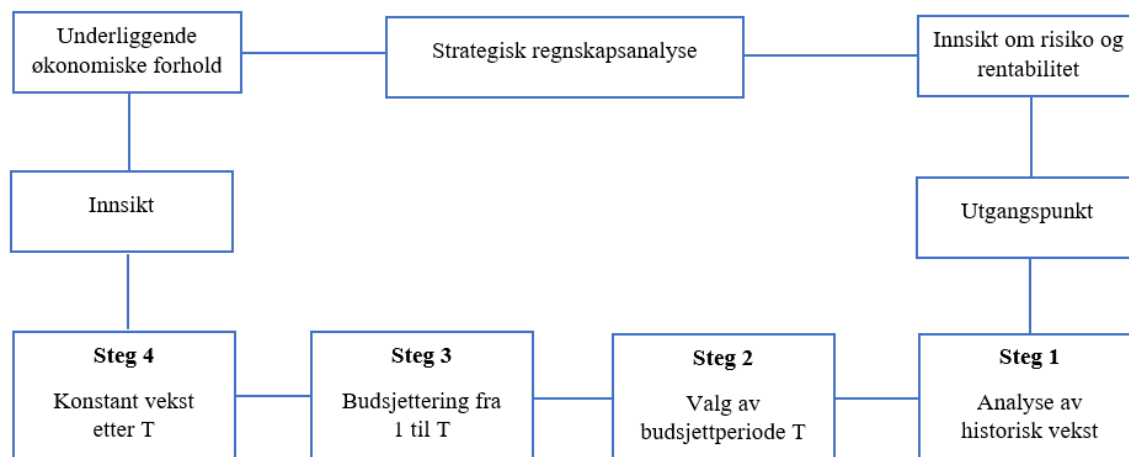 Underliggende
økonomiske forhold
Strategisk regnskapsanalyse
Innsikt om risiko og
rentabilitet
Innsikt
Utgangspunkt
Steg 4
Konstant vekst
etter T
Steg 3
Budsjettering fra
1 til T
Steg 2
Valg av
budsjettperiode T
Steg 1
Analyse av
historisk vekst